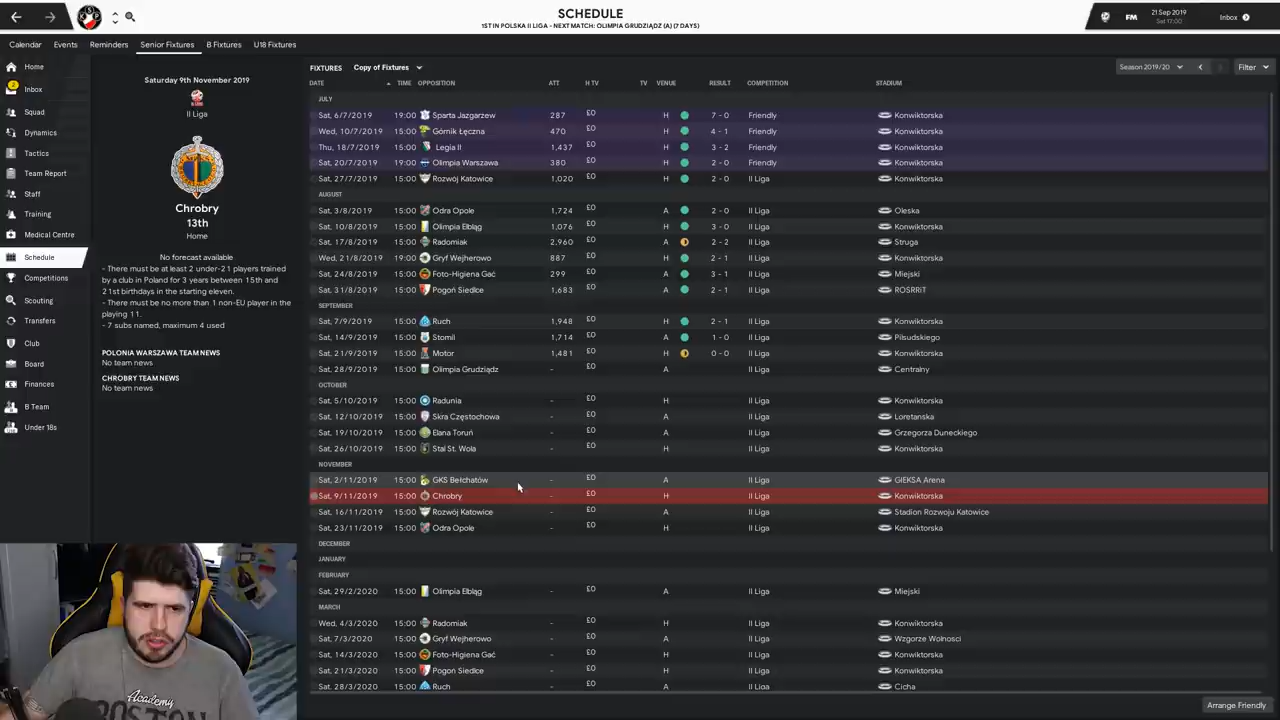 SCHEDULE
1ST IN POLSKA II LIGA - NEXT MATCH: OLIMPIA GRUDZIĄDZ (A) (7 DAYS)
FM
21 Sep 2019
Sat 17:00
Inbox
Calendar Events Reminders Senior Fixtures B Fixtures U18 Fixtures
Home
Inbox
Squad
Dynamics
Tactics
Team Report
Staff
Training
Medical Centre
Schedule
Competitions
Scouting
Transfers
Club
Board
Finances
B Team
Under 18s
Saturday 9th November 2019
II Liga
Chrobry
13th
Home
No forecast available
- There must be at least 2 under-21 players trained
by a club in Poland for 3 years between 15th and
21st birthdays in the starting eleven.
- There must be no more than 1 non-EU player in the
playing 11.
- 7 subs named, maximum 4 used
POLONIA WARSZAWA TEAM NEWS
No team news
CHROBRY TEAM NEWS
No team news
FIXTURES Copy of Fixtures Season 2019/20 Filter
DATE TIME OPPOSITION ATT H TV TV VENUE RESULT COMPETITION STADIUM
JULY
Sat, 6/7/2019 19:00 Sparta Jazgarzew 287 £0 H 7 - 0 Friendly Konwiktorska
Wed, 10/7/2019 15:00 Górnik Łęczna 470 £0 H 4 - 1 Friendly Konwiktorska
Thu, 18/7/2019 15:00 Legia II 1,437 £0 H 3 - 2 Friendly Konwiktorska
Sat, 20/7/2019 19:00 Olimpia Warszawa 380 £0 H 2 - 0 Friendly Konwiktorska
Sat, 27/7/2019 15:00 Rozwój Katowice 1,020 £0 H 2 - 0 II Liga Konwiktorska
AUGUST
Sat, 3/8/2019 15:00 Odra Opole 1,724 £0 A 2 - 0 II Liga Oleska
Sat, 10/8/2019 15:00 Olimpia Elbląg 1,076 £0 H 3 - 0 II Liga Konwiktorska
Sat, 17/8/2019 15:00 Radomiak 2,960 £0 A 2 - 2 II Liga Struga
Wed, 21/8/2019 19:00 Gryf Wejherowo 887 £0 H 2 - 1 II Liga Konwiktorska
Sat, 24/8/2019 15:00 Foto-Higiena Gać 299 £0 A 3 - 1 II Liga Miejski
Sat, 31/8/2019 15:00 Pogoń Siedlce 1,683 £0 A 2 - 1 II Liga ROSRRiT
SEPTEMBER
Sat, 7/9/2019 15:00 Ruch 1,948 £0 H 2 - 1 II Liga Konwiktorska
Sat, 14/9/2019 15:00 Stomil 1,714 £0 A 1 - 0 II Liga Pilsudskiego
Sat, 21/9/2019 15:00 Motor 1,481 £0 H 0 - 0 II Liga Konwiktorska
Sat, 28/9/2019 15:00 Olimpia Grudziądz - £0 A II Liga Centralny
OCTOBER
Sat, 5/10/2019 15:00 Radunia - £0 H II Liga Konwiktorska
Sat, 12/10/2019 15:00 Skra Częstochowa - £0 A II Liga Loretanska
Sat, 19/10/2019 15:00 Elana Toruń - £0 A II Liga Grzegorza Duneckiego
Sat, 26/10/2019 15:00 Stal St. Wola - £0 H II Liga Konwiktorska
NOVEMBER
Sat, 2/11/2019 15:00 GKS Bełchatów - £0 A II Liga GIEKSA Arena
Sat, 9/11/2019 15:00 Chrobry - £0 H II Liga Konwiktorska
Sat, 16/11/2019 15:00 Rozwój Katowice - £0 A II Liga Stadion Rozwoju Katowice
Sat, 23/11/2019 15:00 Odra Opole - £0 H II Liga Konwiktorska
DECEMBER
JANUARY
FEBRUARY
Sat, 29/2/2020 15:00 Olimpia Elbląg - £0 A II Liga Miejski
MARCH
Wed, 4/3/2020 15:00 Radomiak - £0 H II Liga Konwiktorska
Sat, 7/3/2020 15:00 Gryf Wejherowo - £0 A II Liga Wzgorze Wolnosci
Sat, 14/3/2020 15:00 Foto-Higiena Gać - £0 H II Liga Konwiktorska
Sat, 21/3/2020 15:00 Pogoń Siedlce - £0 H II Liga Konwiktorska
Sat, 28/3/2020 15:00 Ruch - £0 A II Liga Cicha
Arrange Friendly
Academy
BOSTON